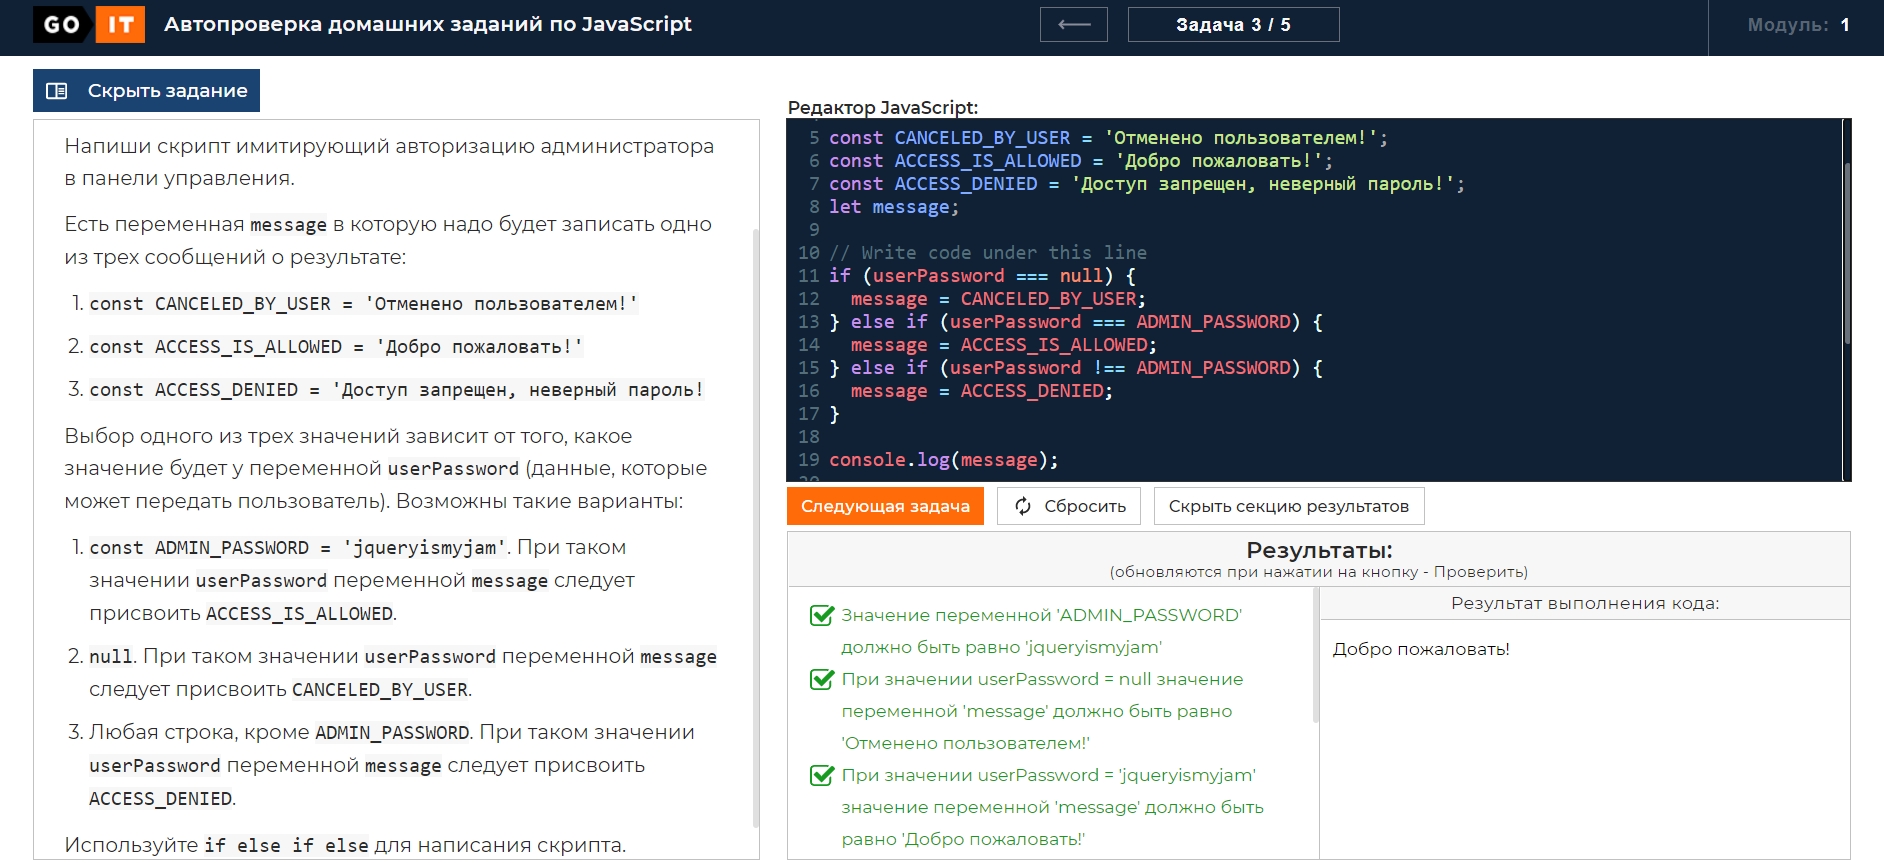 GO IT Автопроверка домашних заданий по JavaScript
Задача 3 / 5
Модуль: 1
Скрыть задание
Напиши скрипт имитирующий авторизацию администратора
в панели управления.
Есть переменная message в которую надо будет записать одно
из трех сообщений о результате:
1. const CANCELED_BY_USER = 'Отменено пользователем!'
2. const ACCESS_IS_ALLOWED = 'Добро пожаловать!'
3. const ACCESS_DENIED = 'Доступ запрещен, неверный пароль!
Выбор одного из трех значений зависит от того, какое
значение будет у переменной userPassword (данные, которые
может передать пользователь). Возможны такие варианты:
1. const ADMIN_PASSWORD = 'jqueryismyjam'. При таком
значении userPassword переменной message следует
присвоить ACCESS_IS_ALLOWED.
2. null. При таком значении userPassword переменной message
следует присвоить CANCELED_BY_USER.
3. Любая строка, кроме ADMIN_PASSWORD. При таком значении
userPassword переменной message следует присвоить
ACCESS_DENIED.
Используйте if else if else для написания скрипта.
Редактор JavaScript:
5 const CANCELED_BY_USER = 'Отменено пользователем!';
6 const ACCESS_IS_ALLOWED = 'Добро пожаловать!';
7 const ACCESS_DENIED = 'Доступ запрещен, неверный пароль!';
8 let message;
9
10 // Write code under this line
11 if (userPassword === null) {
12 message = CANCELED_BY_USER;
13 } else if (userPassword === ADMIN_PASSWORD) {
14 message = ACCESS_IS_ALLOWED;
15 } else if (userPassword !== ADMIN_PASSWORD) {
16 message = ACCESS_DENIED;
17 }
18
19 console.log(message);
Следующая задача
Сбросить
Скрыть секцию результатов
Результаты:
(обновляются при нажатии на кнопку - Проверить)
Значение переменной 'ADMIN_PASSWORD'
должно быть равно 'jqueryismyjam'
При значении userPassword = null значение
переменной 'message' должно быть равно
'Отменено пользователем!'
При значении userPassword = 'jqueryismyjam'
значение переменной 'message' должно быть
равно 'Добро пожаловать!'
Результат выполнения кода:
Добро пожаловать!